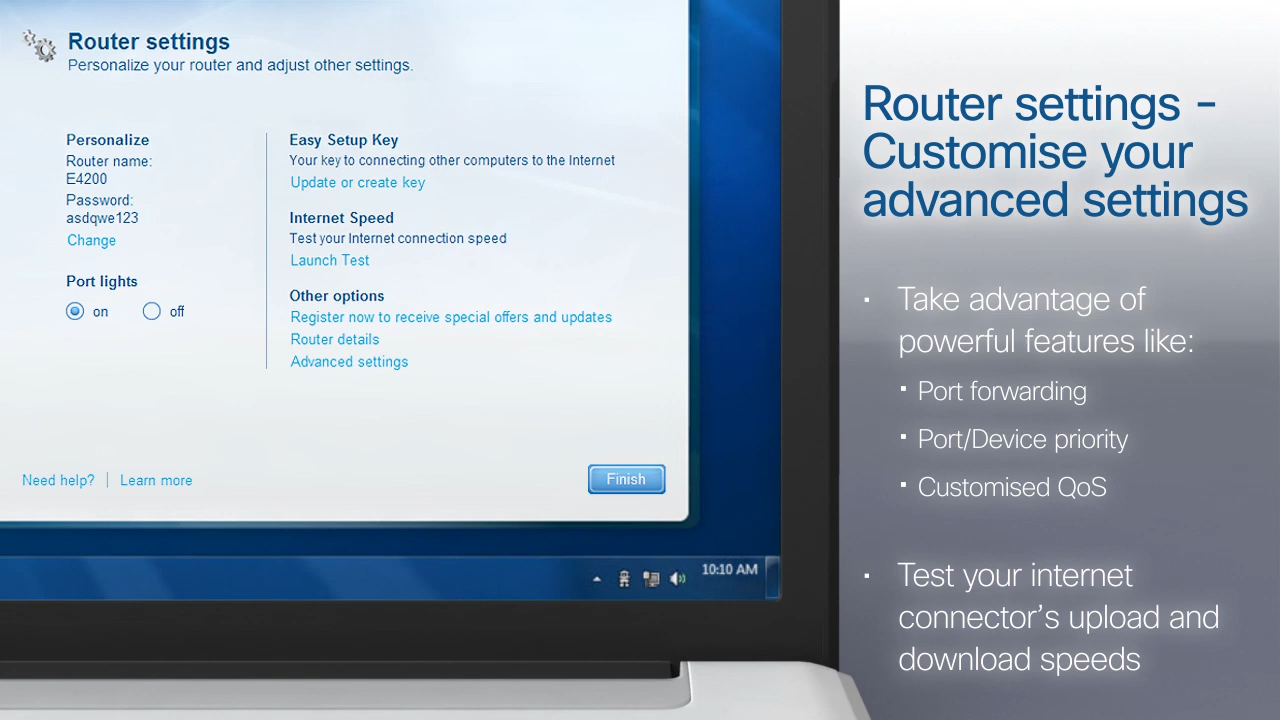 Router settings
Personalize your router and adjust other settings.
Personalize
Router name:
E4200
Password:
asdqwe123
Change
Port lights
on off
Easy Setup Key
Your key to connecting other computers to the Internet
Update or create key
Internet Speed
Test your Internet connection speed
Launch Test
Other options
Register now to receive special offers and updates
Router details
Advanced settings
Need help? | Learn more
Finish
10:10 AM
Router settings -
Customise your
advanced settings
· Take advantage of
powerful features like:
· Port forwarding
· Port/Device priority
· Customised QoS
· Test your internet
connector's upload and
download speeds